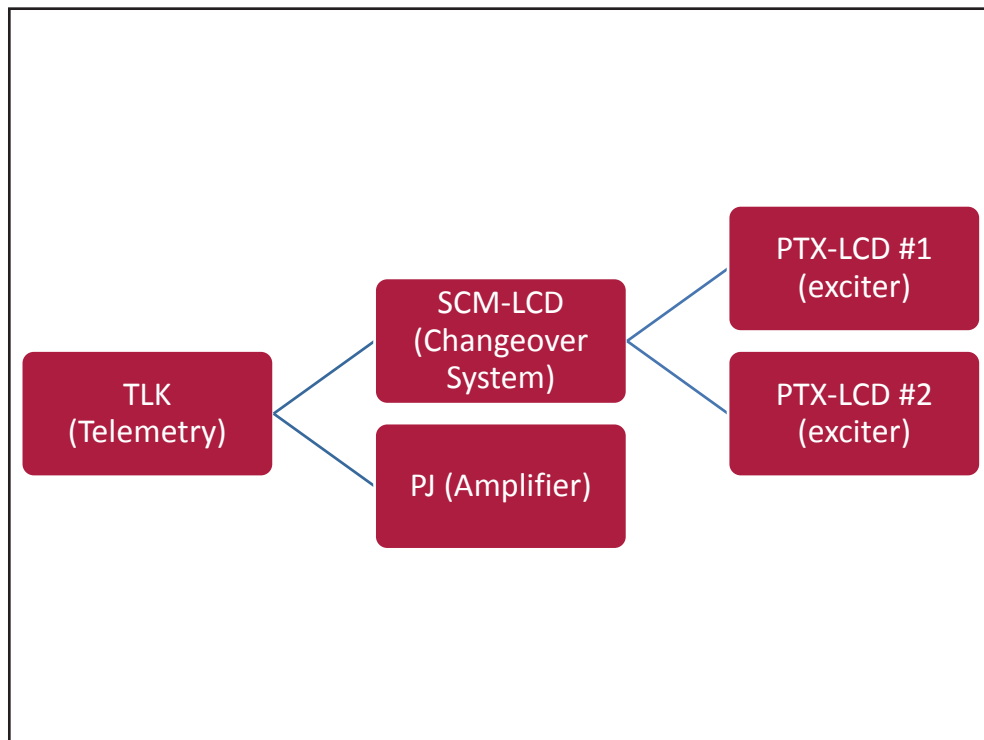 TLK
(Telemetry)
SCM-LCD
(Changeover
System)
PJ (Amplifier)
PTX-LCD #1
(exciter)
PTX-LCD #2
(exciter)